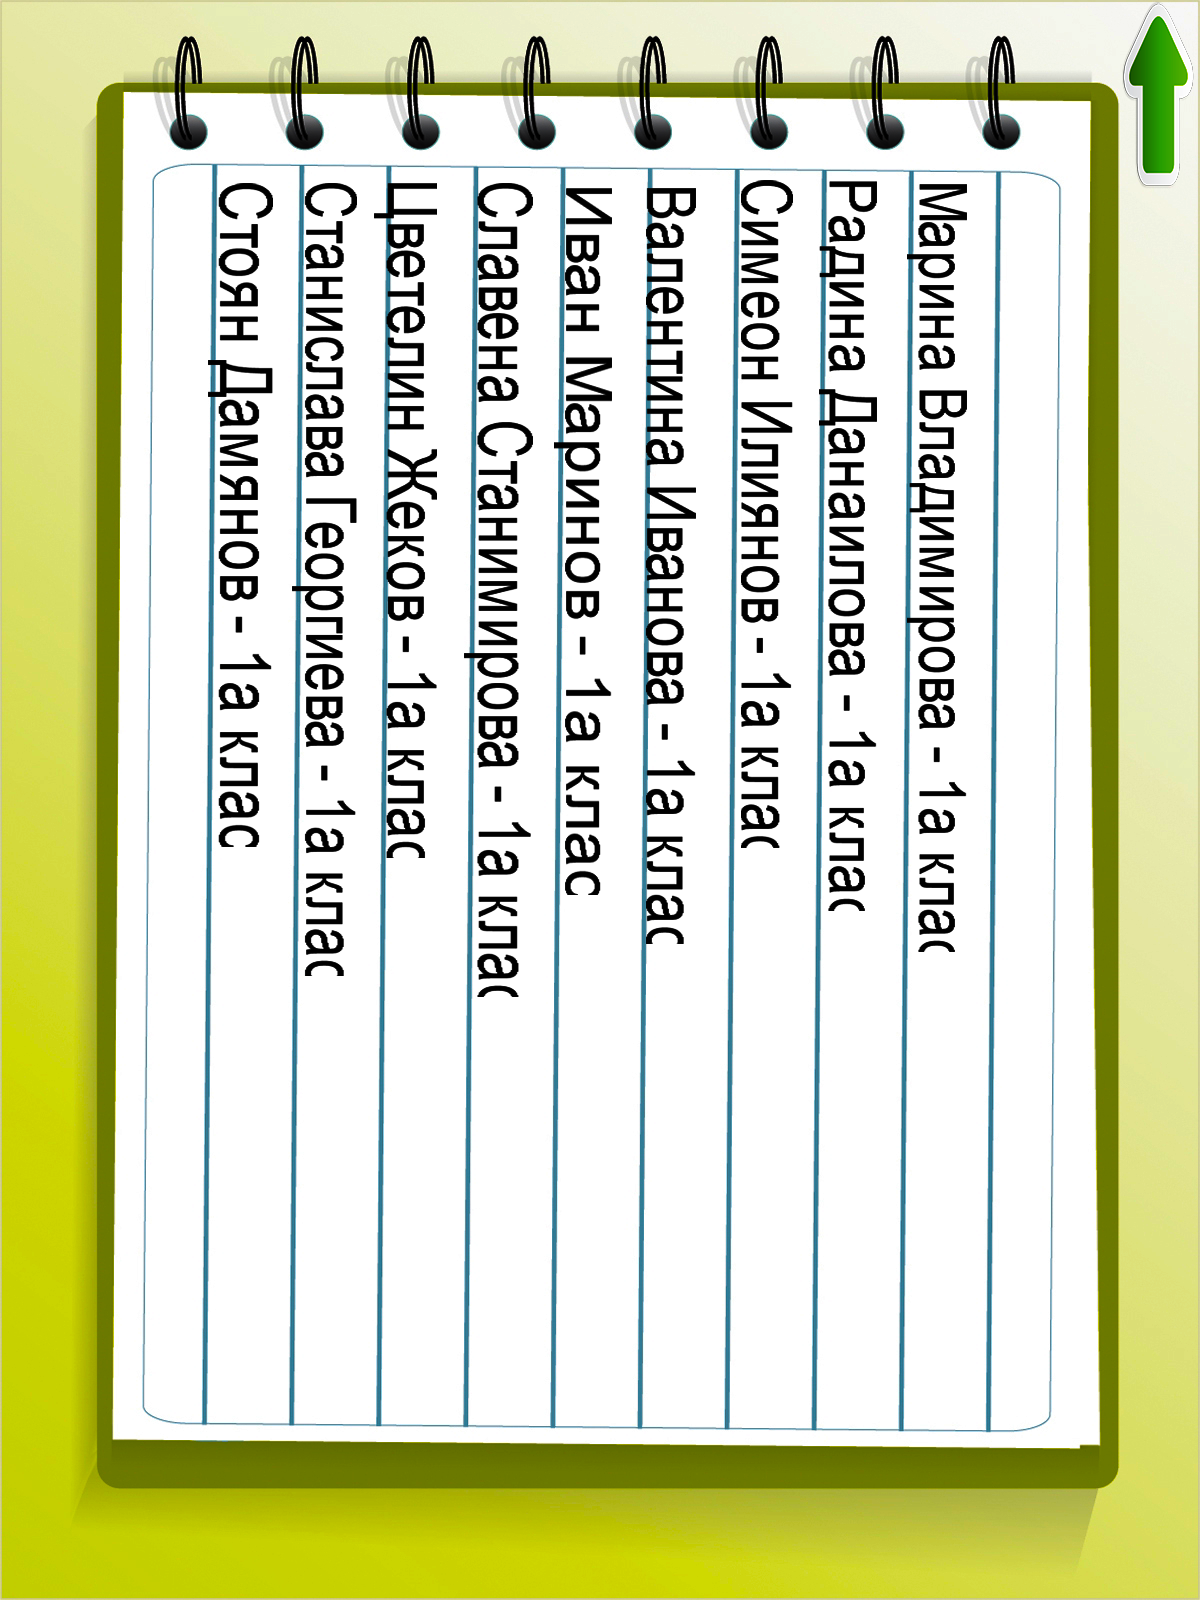 Марина Владимирова - 1а клас
Радина Данаилова - 1а клас
Симеон Илиянов - 1а клас
Валентина Иванова - 1а клас
Иван Маринов - 1а клас
Славена Станимирова - 1а клас
Цветелин Жеков - 1а клас
Станислава Георгиева - 1а клас
Стоян Дамянов - 1а клас